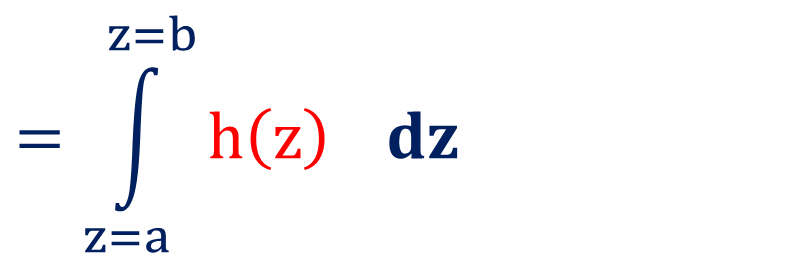 z=b
= ∫ h(z) dz
z=a